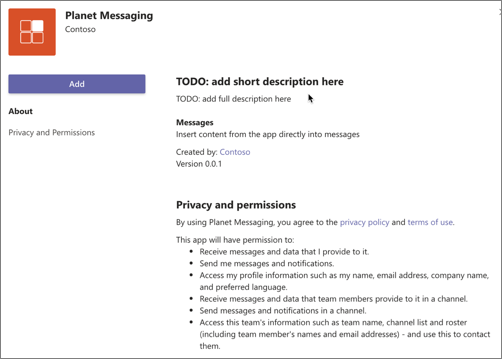 Planet Messaging
Contoso
Add
About
Privacy and Permissions
TODO: add short description here
TODO: add full description here
Messages
Insert content from the app directly into messages
Created by: Contoso
Version 0.0.1
Privacy and permissions
By using Planet Messaging, you agree to the privacy policy and terms of use.
This app will have permission to:
• Receive messages and data that I provide to it.
• Send me messages and notifications.
• Access my profile information such as my name, email address, company name,
and preferred language.
• Receive messages and data that team members provide to it in a channel.
• Send messages and notifications in a channel.
• Access this team's information such as team name, channel list and roster
(including team member's names and email addresses) - and use this to contact
them.